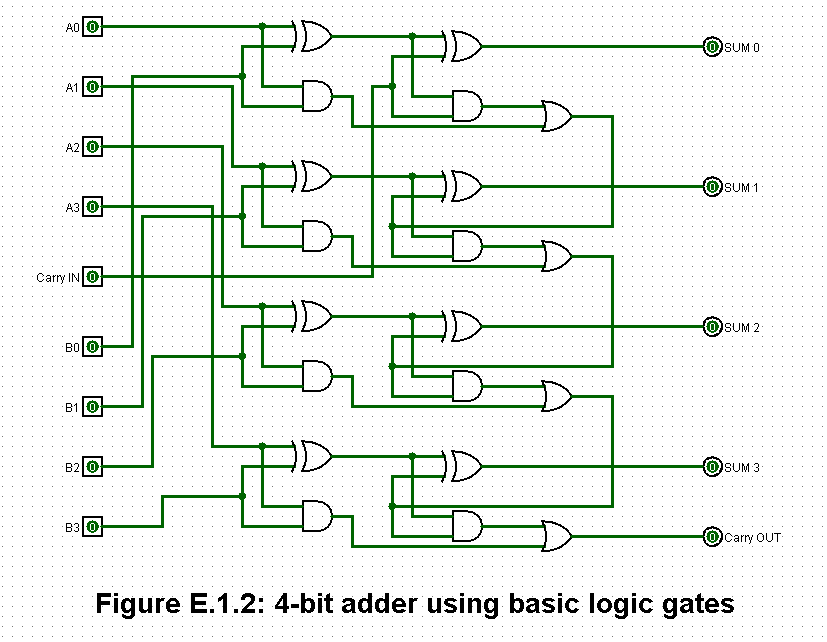 A0
SUM 0
A1
A2
SUM 1
A3
Carry IN
SUM 2
B0
B1
B2
SUM 3
B3
Carry OUT
0
0
0
0
0
0
0
0
0
0
0
0
0
0
Figure E.1.2: 4-bit adder using basic logic gates